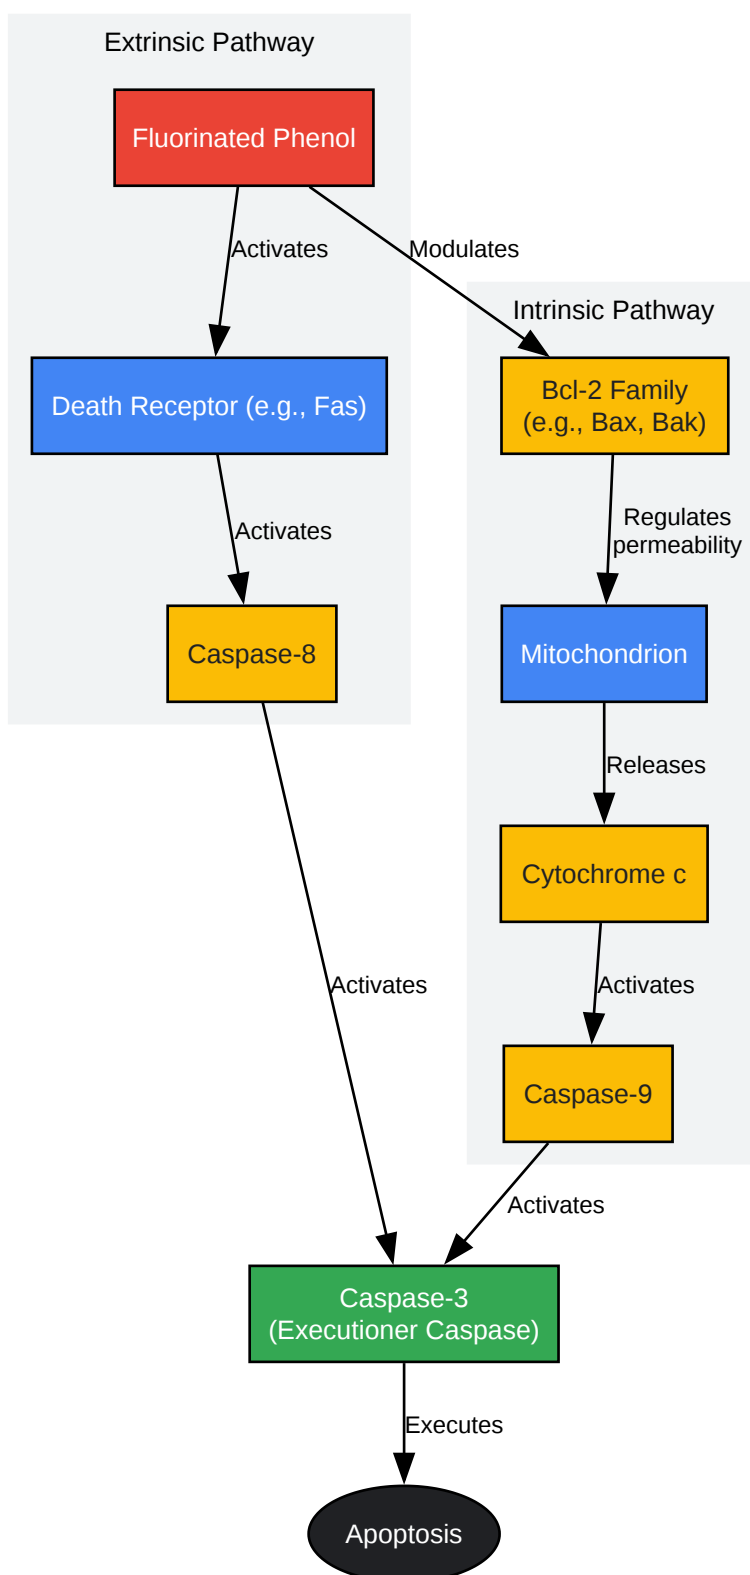 Extrinsic Pathway
Fluorinated Phenol
Activates
Modulates
Intrinsic Pathway
Death Receptor (e.g., Fas)
Bcl-2 Family
(e.g., Bax, Bak)
Activates
Regulates
permeability
Caspase-8
Mitochondrion
Releases
Cytochrome c
Activates
Activates
Caspase-9
Activates
Caspase-3
(Executioner Caspase)
Executes
Apoptosis